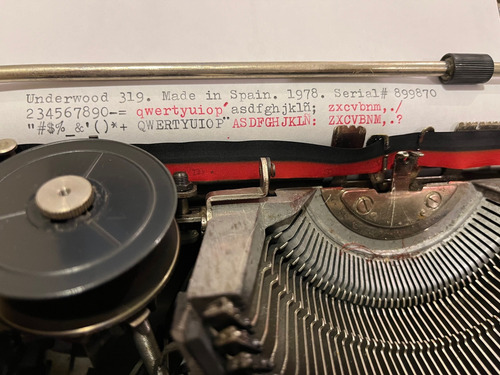 Underwood 319. Made in Spain. 1978. Serial# 899870
234567890-= qwertyuiop´asdfghjklñ; zxcvbnm,./
"#$%_&'()*+ QWERTYUIOP¨ASDFGHJKLÑ: ZXCVBNM,.?